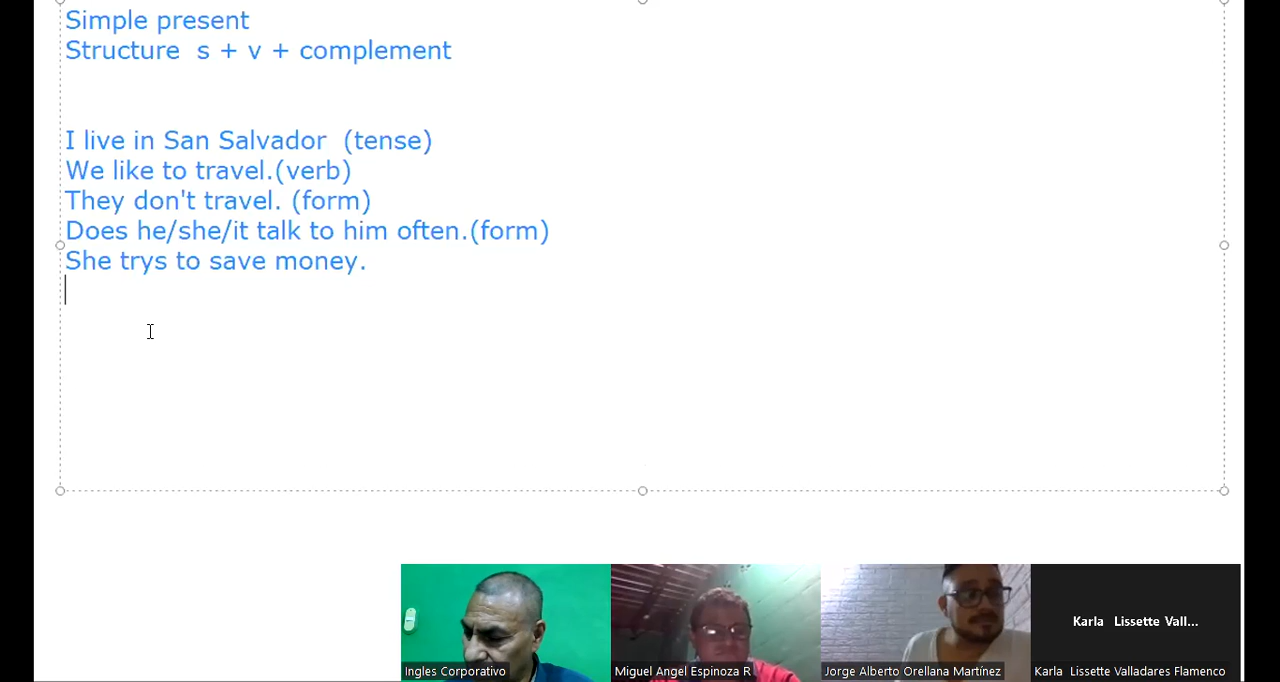 Simple present
Structure  s + v + complement
I live in San Salvador  (tense)
We like to travel.(verb)
They don't travel. (form)
Does he/she/it talk to him often.(form)
She trys to save money.
Karla Lissette Vall...
Ingles Corporativo
Miguel Angel Espinoza R
Jorge Alberto Orellana Martínez
Karla Lissette Valladares Flamenco